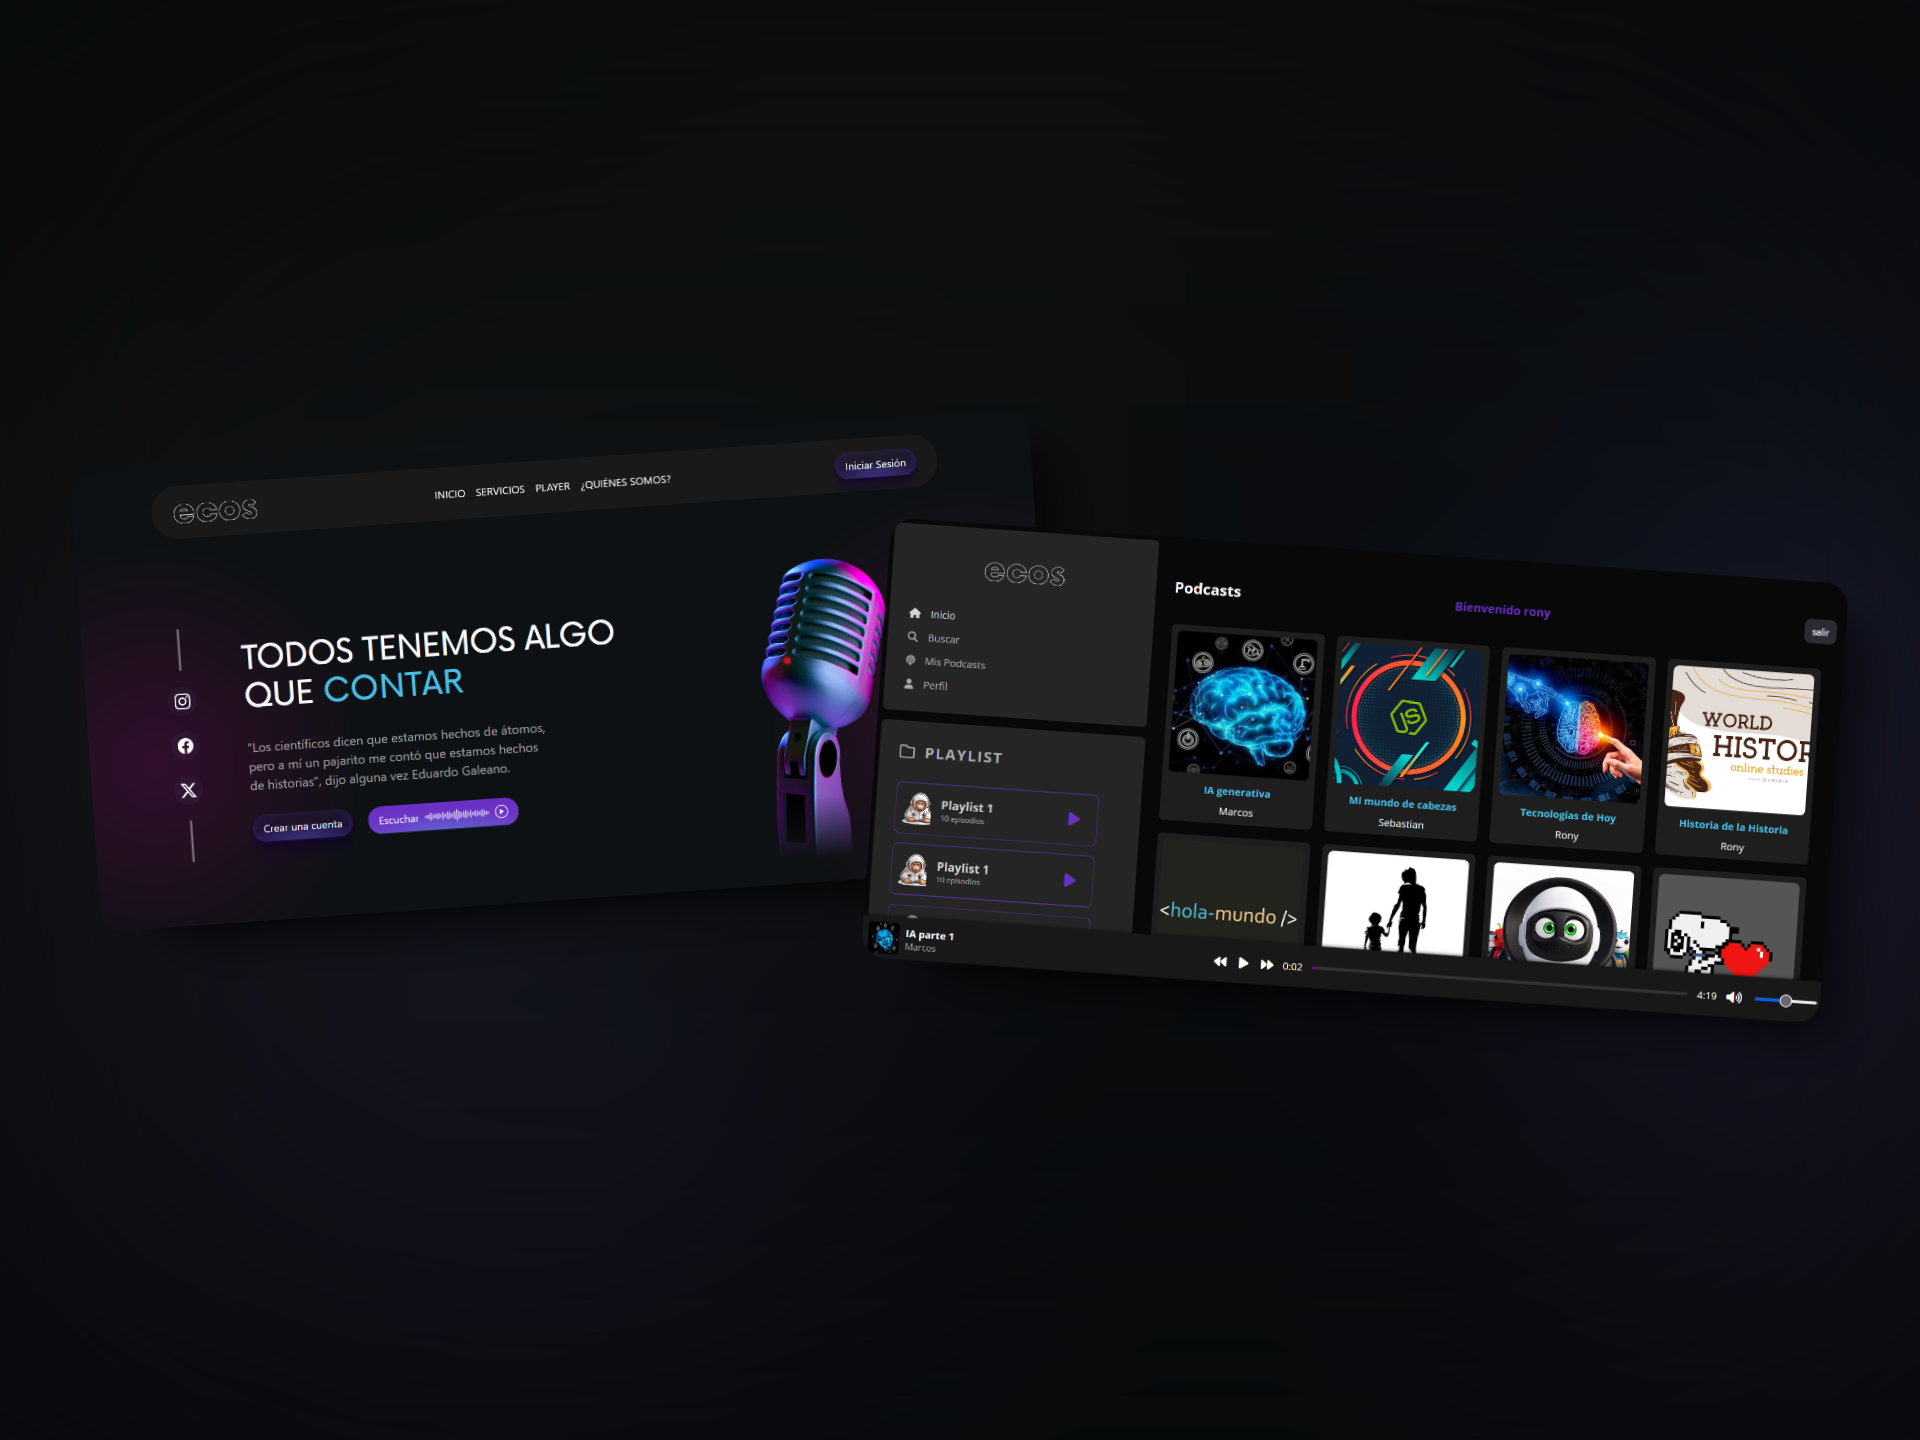 ecos
INICIO SERVICIOS PLAYER ¿QUIÉNES SOMOS?
Iniciar Sesión
TODOS TENEMOS ALGO
QUE CONTAR
"Los científicos dicen que estamos hechos de átomos,
pero a mí un pajarito me contó que estamos hechos
de historias", dijo alguna vez Eduardo Galeano.
Crear una cuenta
Escuchar
ecos
Inicio
Buscar
Mis Podcasts
Perfil
PLAYLIST
Playlist 1
10 episodios
Playlist 1
10 episodios
Podcasts
Bienvenido rony
salir
IA generativa
Marcos
JS
Mi mundo de cabezas
Sebastian
Tecnologías de Hoy
Rony
WORLD
HISTOR
online studies
Historia de la Historia
Rony
<hola-mundo />
IA parte 1
Marcos
0:02
4:19